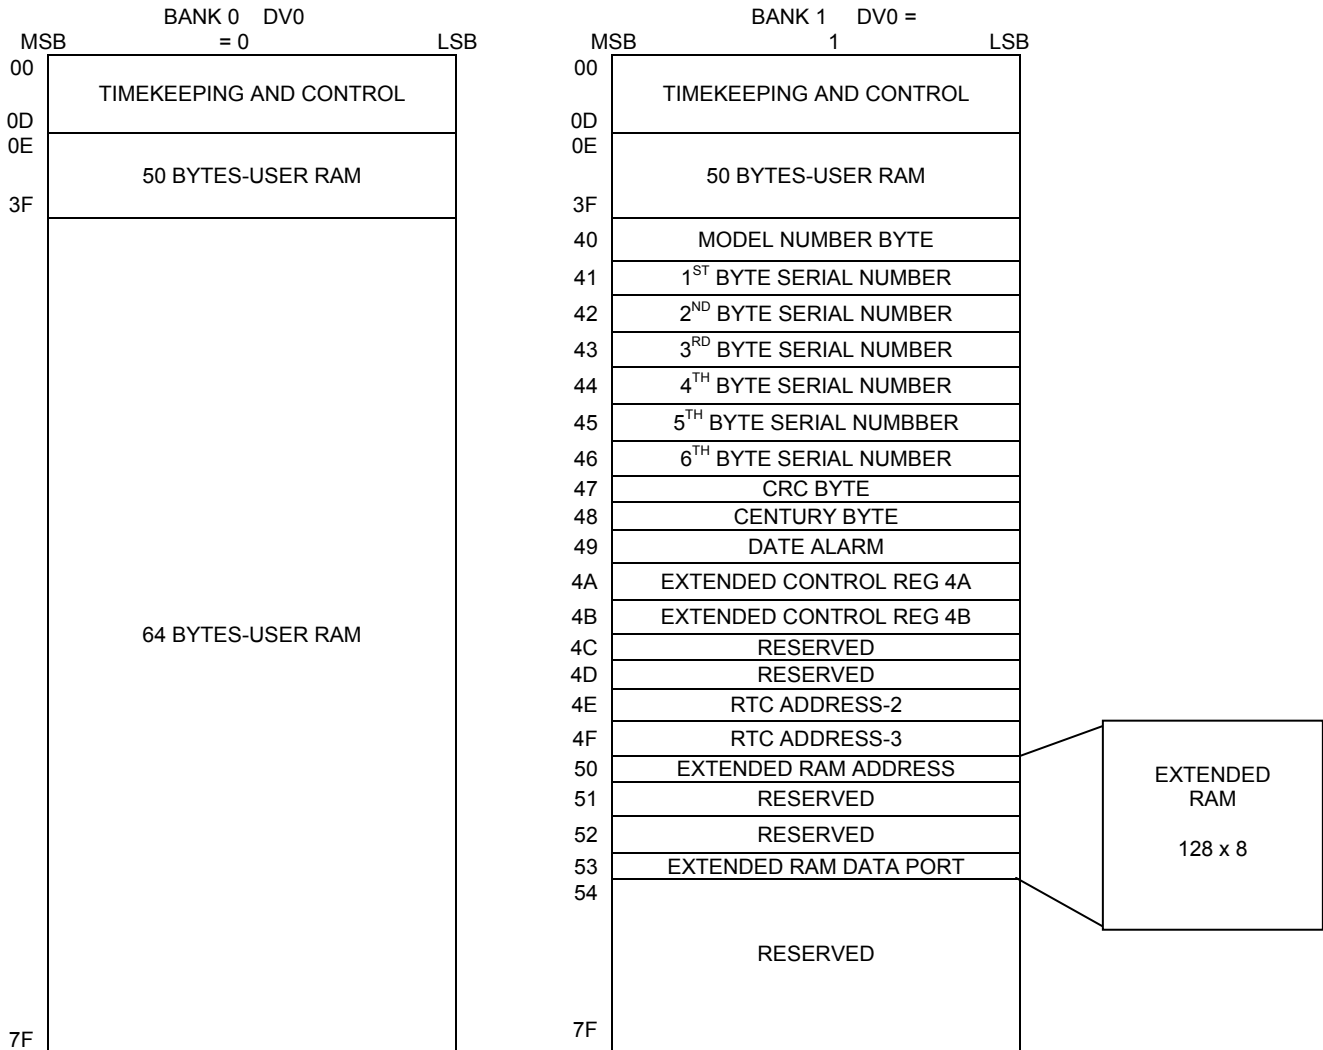 BANK 0 DV0
MSB = 0 LSB
00
TIMEKEEPING AND CONTROL
0D
0E
50 BYTES-USER RAM
3F
64 BYTES-USER RAM
7F
BANK 1 DV0 =
MSB 1 LSB
00
TIMEKEEPING AND CONTROL
0D
0E
50 BYTES-USER RAM
3F
40 MODEL NUMBER BYTE
41 1ST BYTE SERIAL NUMBER
42 2ND BYTE SERIAL NUMBER
43 3RD BYTE SERIAL NUMBER
44 4TH BYTE SERIAL NUMBER
45 5TH BYTE SERIAL NUMBBER
46 6TH BYTE SERIAL NUMBER
47 CRC BYTE
48 CENTURY BYTE
49 DATE ALARM
4A EXTENDED CONTROL REG 4A
4B EXTENDED CONTROL REG 4B
4C RESERVED
4D RESERVED
4E RTC ADDRESS-2
4F RTC ADDRESS-3
50 EXTENDED RAM ADDRESS
51 RESERVED
52 RESERVED
53 EXTENDED RAM DATA PORT
54
RESERVED
7F
EXTENDED
RAM
128 x 8